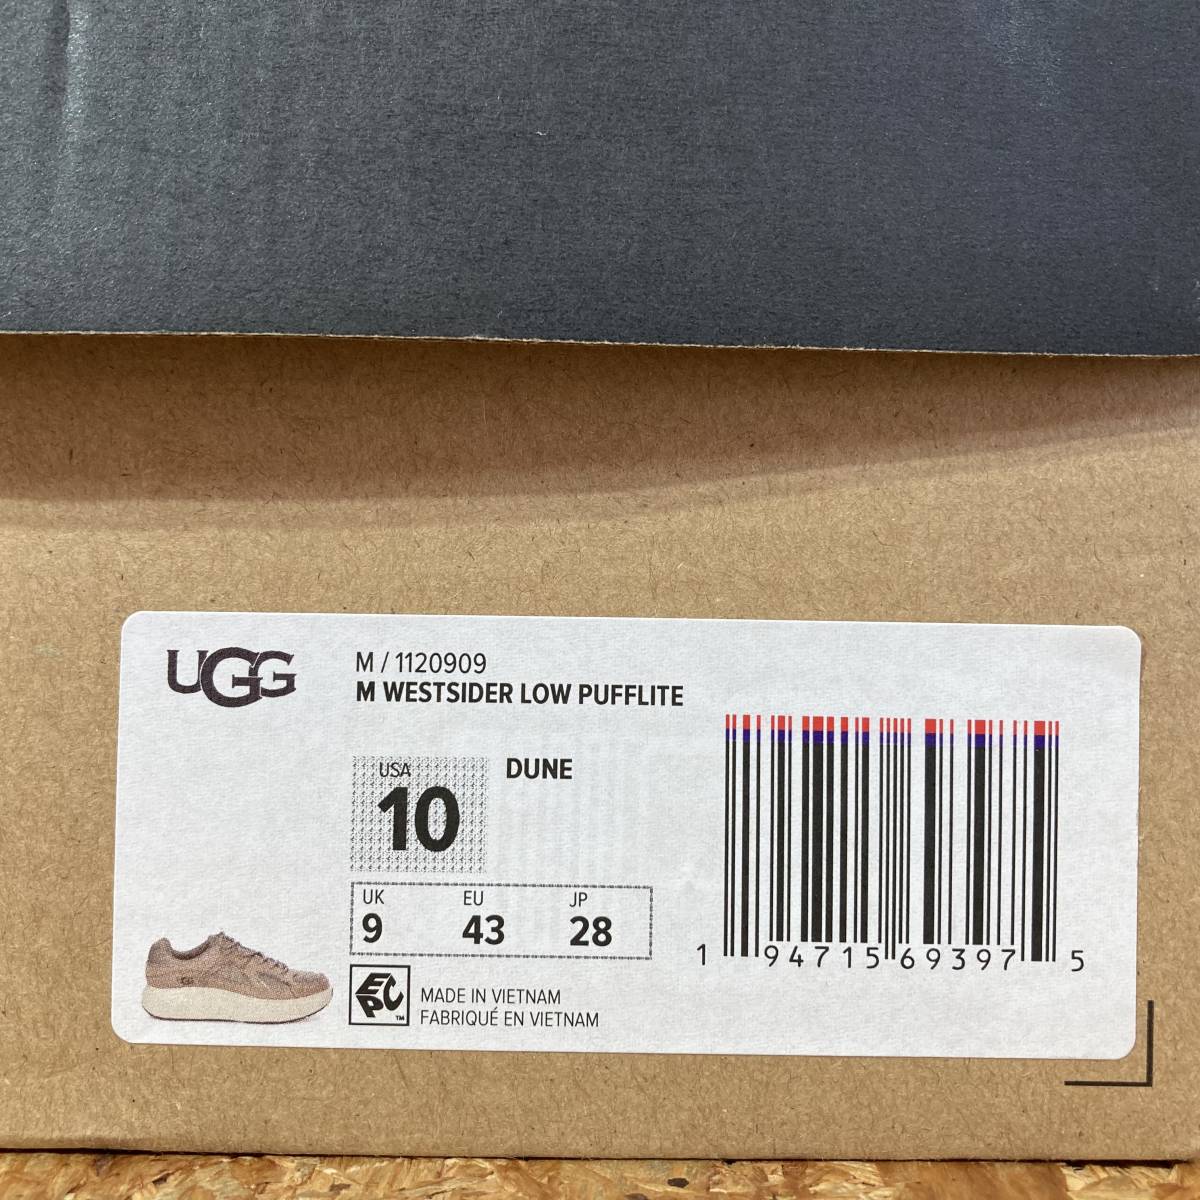 UGG
M / 1120909
M WESTSIDER LOW PUFFLITE
USA
10
DUNE
UK
9
EU
43
JP
28
1 94715 69397 5
EPC™
MADE IN VIETNAM
FABRIQUÉ EN VIETNAM